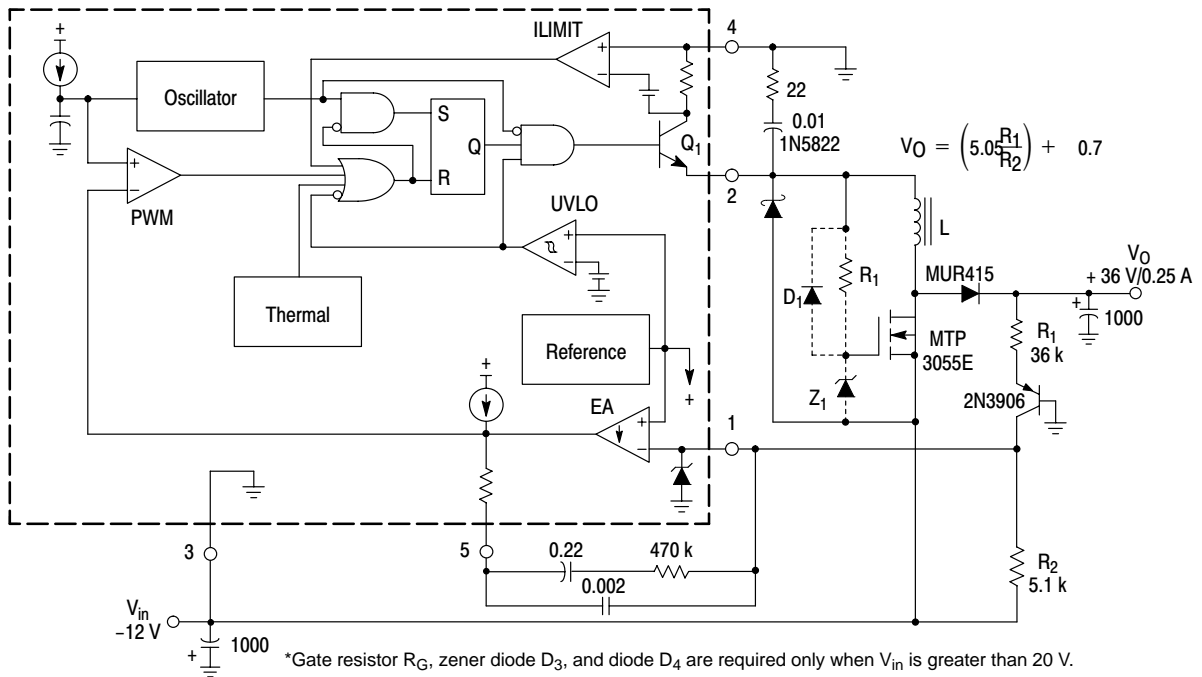 +
ILIMIT
+
−
4
Oscillator
S
Q
R
Q1
22
0.01
1N5822
VO = (5.05 R1/R2) + 0.7
+
−
PWM
2
UVLO
+
−
L
Thermal
D1
R1
MUR415
VO
+ 36 V/0.25 A
+
1000
MTP
3055E
R1
36 k
Reference
+
Z1
2N3906
+
EA
+
−
1
3
5
0.22
470 k
0.002
R2
5.1 k
Vin
−12 V
+
1000
*Gate resistor RG, zener diode D3, and diode D4 are required only when Vin is greater than 20 V.